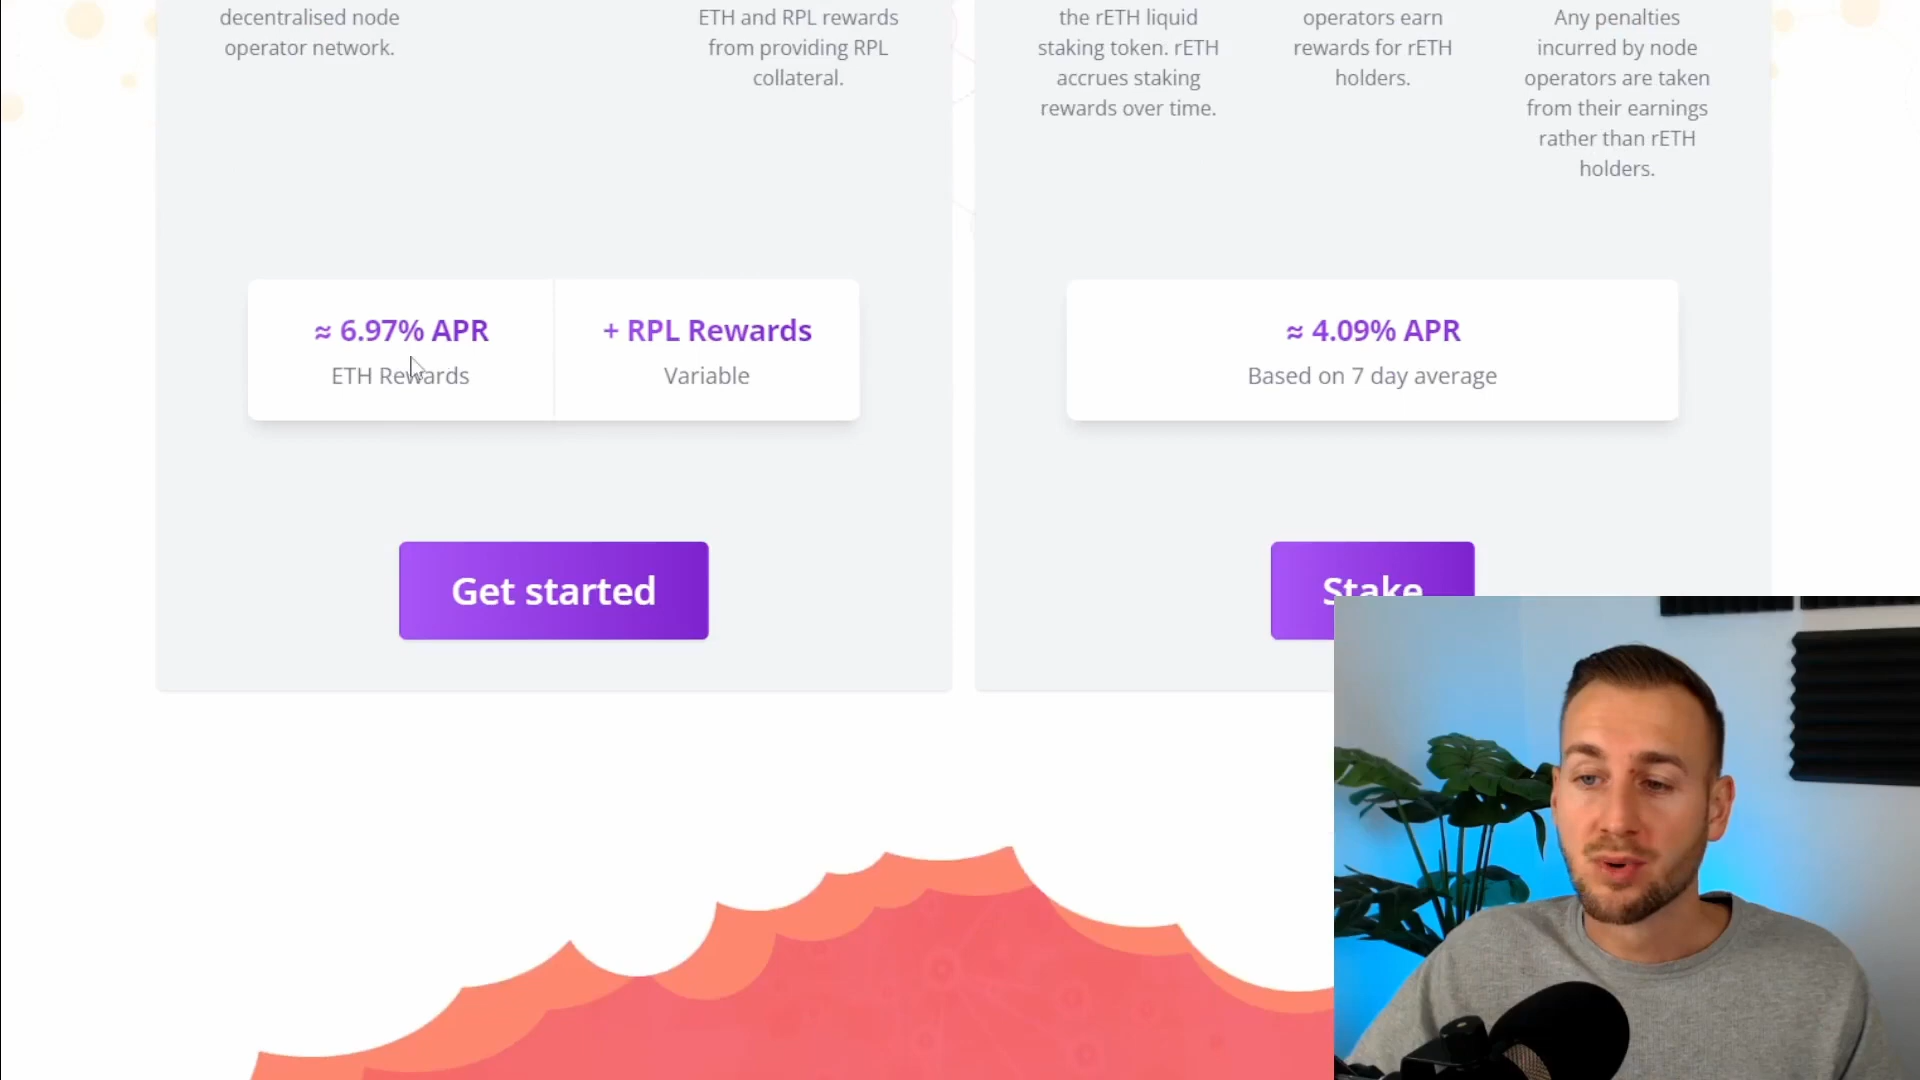 decentralised node
operator network.
ETH and RPL rewards
from providing RPL
collateral.
≈ 6.97% APR
ETH Rewards
+ RPL Rewards
Variable
Get started
the rETH liquid
staking token. rETH
accrues staking
rewards over time.
operators earn
rewards for rETH
holders.
Any penalties
incurred by node
operators are taken
from their earnings
rather than rETH
holders.
≈ 4.09% APR
Based on 7 day average
Stake